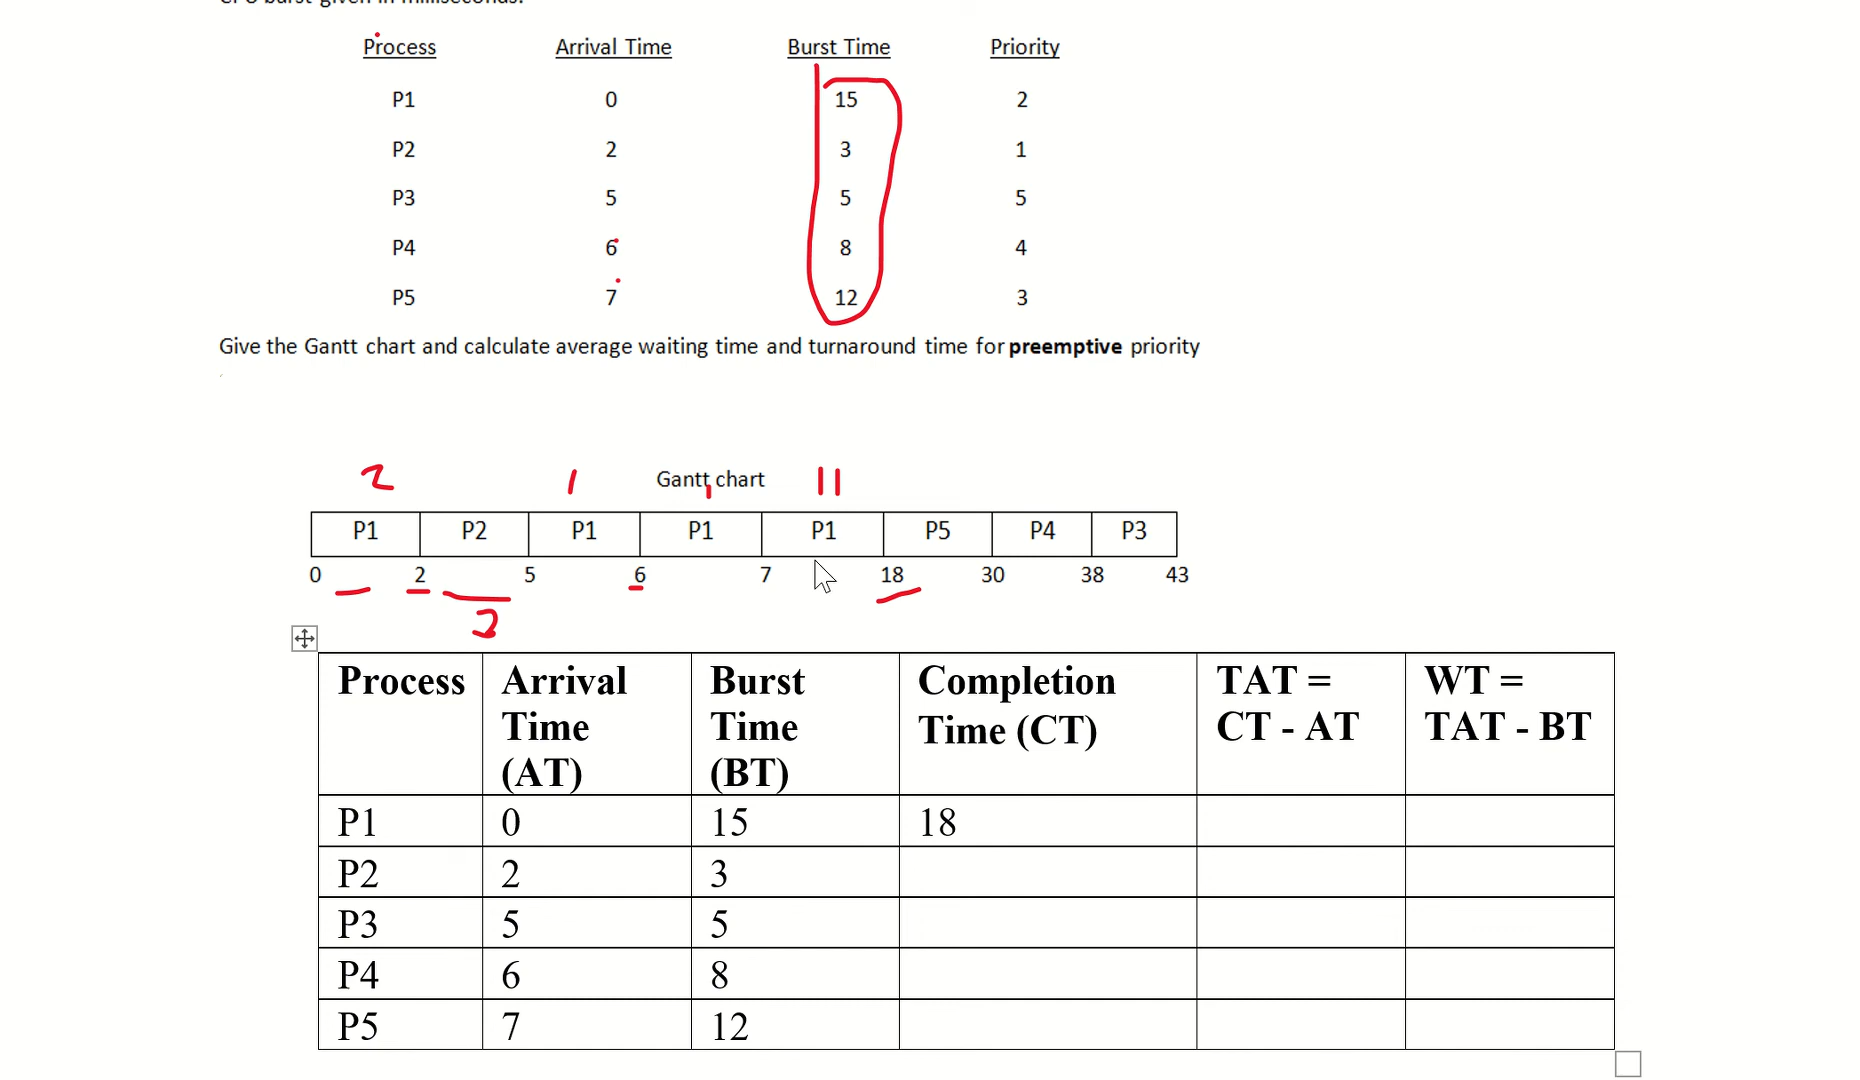 Process Arrival Time Burst Time Priority
P1 0 15 2
P2 2 3 1
P3 5 5 5
P4 6 8 4
P5 7 12 3
Give the Gantt chart and calculate average waiting time and turnaround time for preemptive priority
2 1 Gantt chart 11
1
P1 P2 P1 P1 P1 P5 P4 P3
0 2 5 6 7 18 30 38 43
Process Arrival Time (AT) Burst Time (BT) Completion Time (CT) TAT = CT - AT WT = TAT - BT
P1 0 15 18
P2 2 3
P3 5 5
P4 6 8
P5 7 12